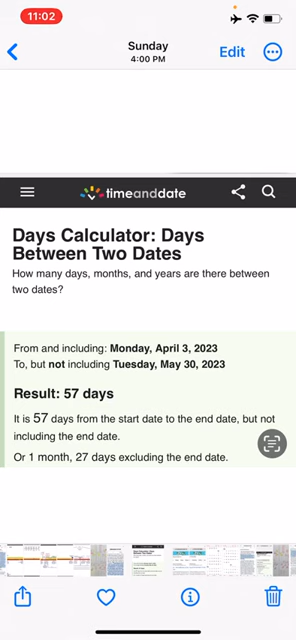 11:02
Sunday
4:00 PM
Edit
timeanddate
Days Calculator: Days
Between Two Dates
How many days, months, and years are there between
two dates?
From and including: Monday, April 3, 2023
To, but not including Tuesday, May 30, 2023
Result: 57 days
It is 57 days from the start date to the end date, but not
including the end date.
Or 1 month, 27 days excluding the end date.